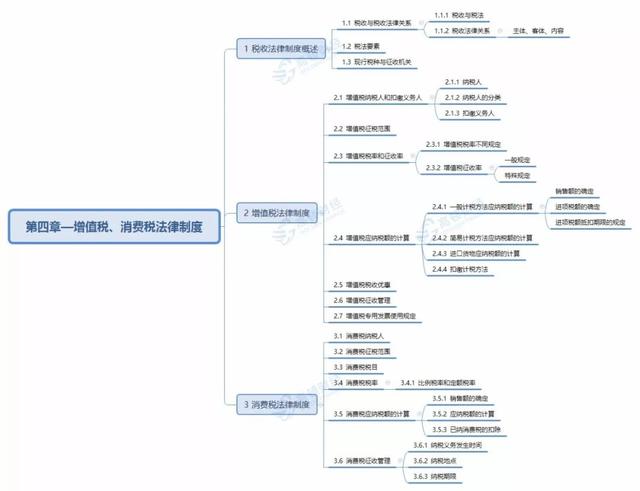 第四章—增值税、消费税法律制度
1 税收法律制度概述
1.1 税收与税收法律关系
1.1.1 税收与税法
1.1.2 税收法律关系
主体、客体、内容
1.2 税法要素
1.3 现行税种与征收机关
2 增值税法律制度
2.1 增值税纳税人和扣缴义务人
2.1.1 纳税人
2.1.2 纳税人的分类
2.1.3 扣缴义务人
2.2 增值税征税范围
2.3 增值税税率和征收率
2.3.1 增值税税率不同规定
2.3.2 增值税征收率
一般规定
特殊规定
2.4 增值税应纳税额的计算
2.4.1 一般计税方法应纳税额的计算
销售额的确定
进项税额的确定
进项税额抵扣期限的规定
2.4.2 简易计税方法应纳税额的计算
2.4.3 进口货物应纳税额的计算
2.4.4 扣缴计税方法
2.5 增值税税收优惠
2.6 增值税征收管理
2.7 增值税专用发票使用规定
3 消费税法律制度
3.1 消费税纳税人
3.2 消费税征税范围
3.3 消费税税目
3.4 消费税税率
3.4.1 比例税率和定额税率
3.5 消费税应纳税额的计算
3.5.1 销售额的确定
3.5.2 应纳税额的计算
3.5.3 已纳消费税的扣除
3.6 消费税征收管理
3.6.1 纳税义务发生时间
3.6.2 纳税地点
3.6.3 纳税期限